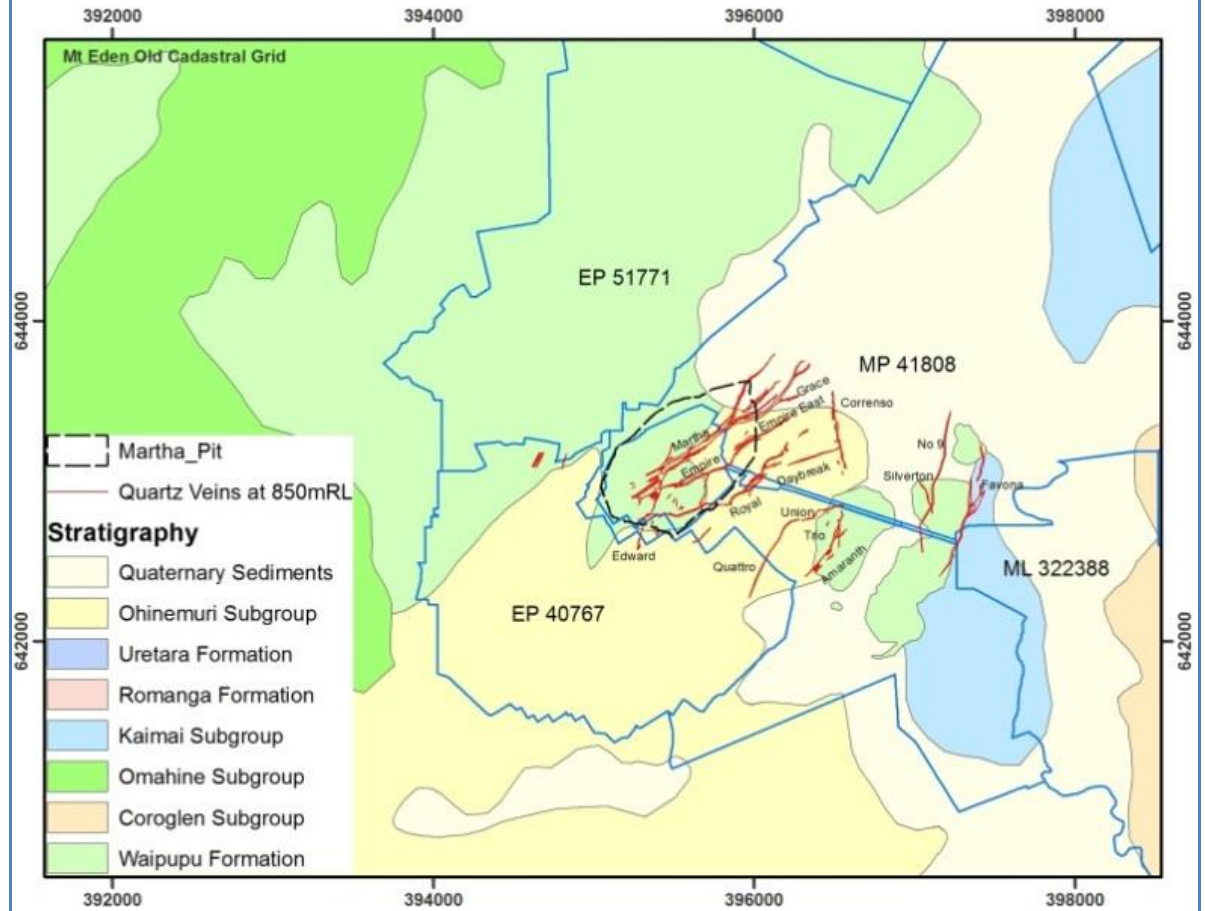 392000 394000 396000 398000
Mt Eden Old Cadastral Grid
EP 51771
644000
644000
MP 41808
Grace
Correnso
Empire East
Martha
No 9
Empire
Daybreak
Silverton
Favona
Royal
Union
Trio
Edward
Quattro
Amaranth
ML 322388
EP 40767
642000
642000
Martha_Pit
Quartz Veins at 850mRL
Stratigraphy
Quaternary Sediments
Ohinemuri Subgroup
Uretara Formation
Romanga Formation
Kaimai Subgroup
Omahine Subgroup
Coroglen Subgroup
Waipupu Formation
392000 394000 396000 398000